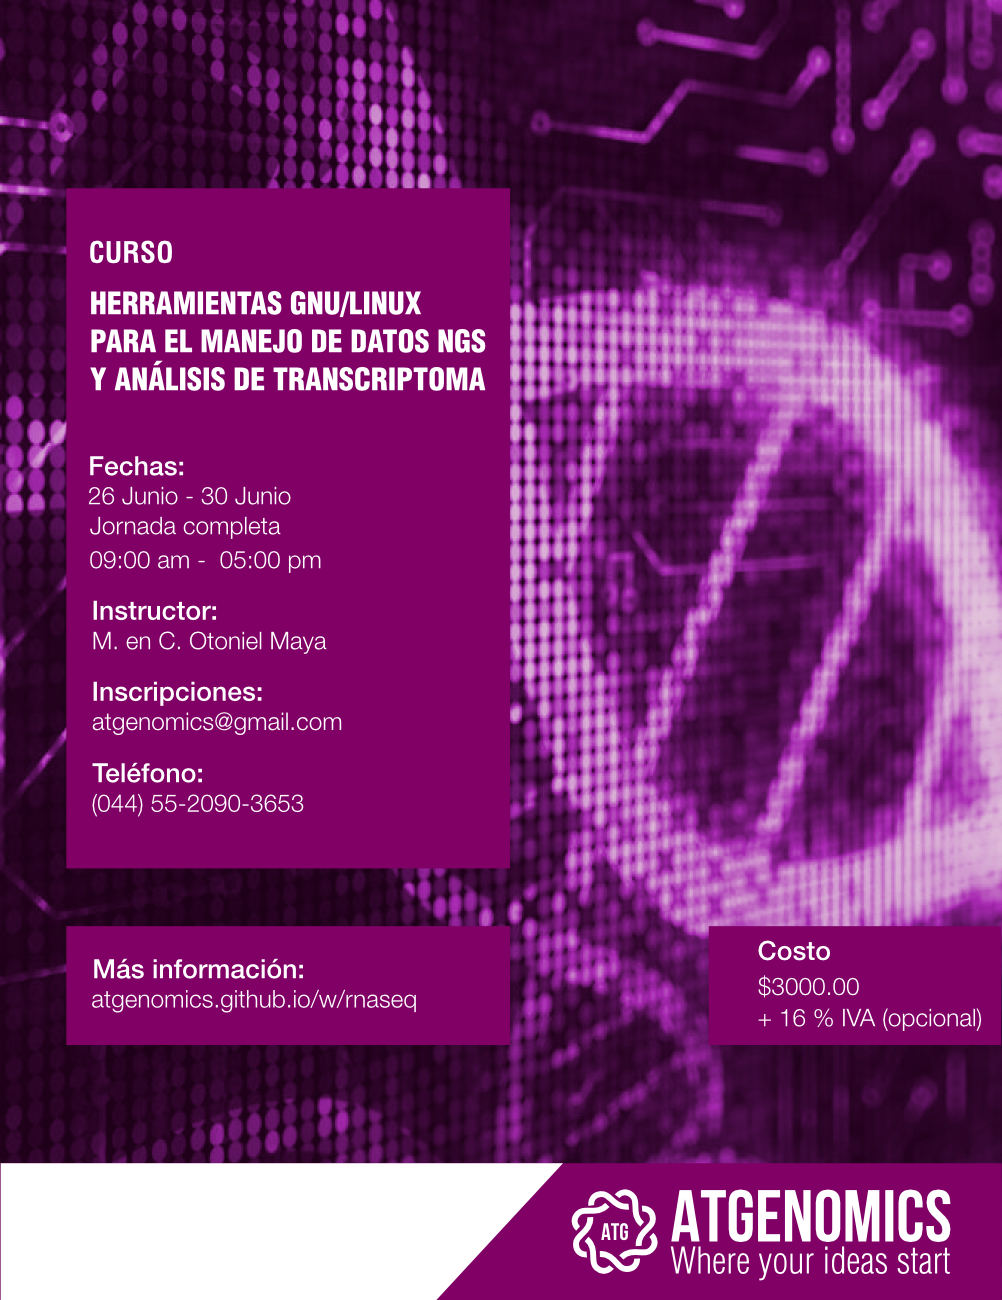 CURSO
HERRAMIENTAS GNU/LINUX
PARA EL MANEJO DE DATOS NGS
Y ANÁLISIS DE TRANSCRIPTOMA
Fechas:
26 Junio - 30 Junio
Jornada completa
09:00 am - 05:00 pm
Instructor:
M. en C. Otoniel Maya
Inscripciones:
atgenomics@gmail.com
Teléfono:
(044) 55-2090-3653
Más información:
atgenomics.github.io/w/rnaseq
Costo
$3000.00
+ 16 % IVA (opcional)
ATG
ATGENOMICS
Where your ideas start